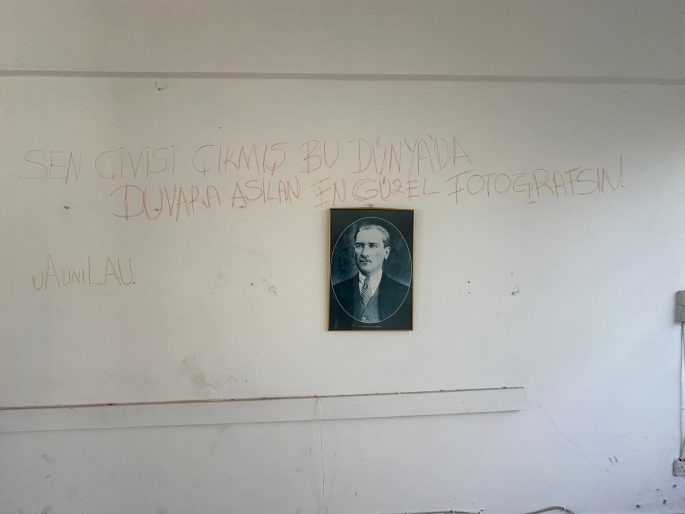 SEN ÇİVİSİ ÇIKMIŞ BU DÜNYA'DA
DUVARA ASILAN EN GÜZEL FOTOĞRAFSIN!